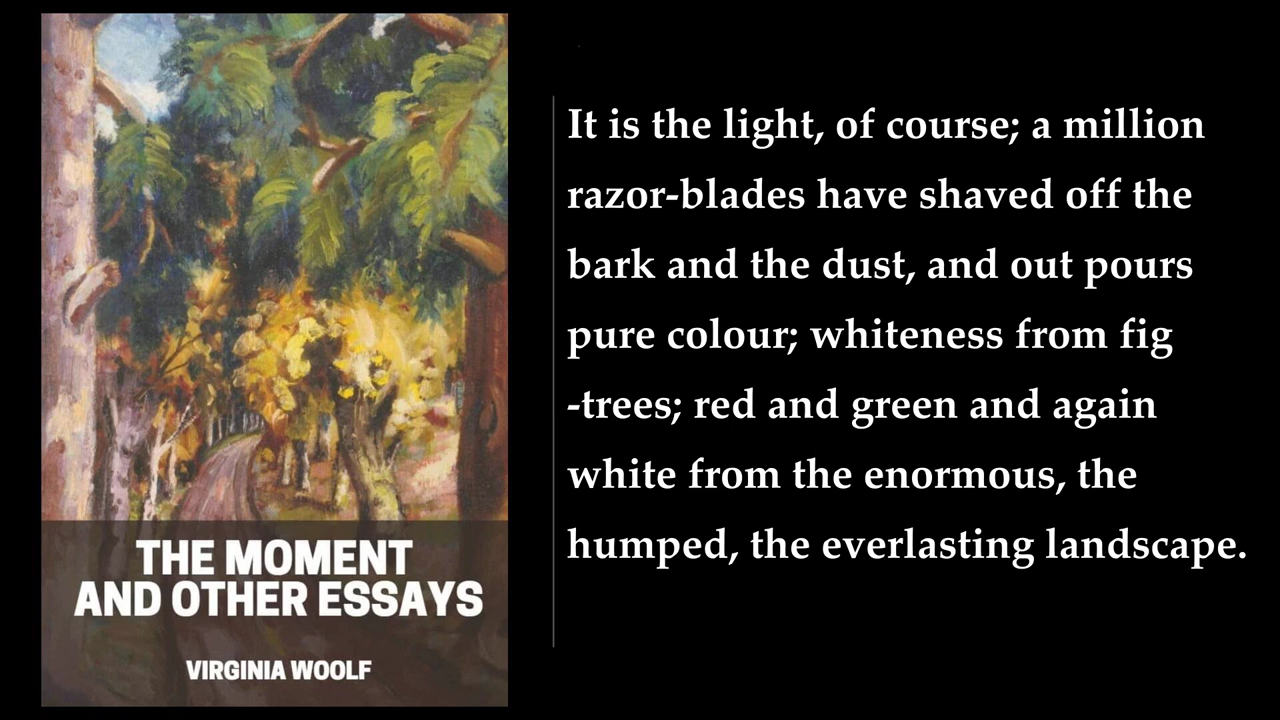 THE MOMENT
AND OTHER ESSAYS
VIRGINIA WOOLF
It is the light, of course; a million
razor-blades have shaved off the
bark and the dust, and out pours
pure colour; whiteness from fig
-trees; red and green and again
white from the enormous, the
humped, the everlasting landscape.